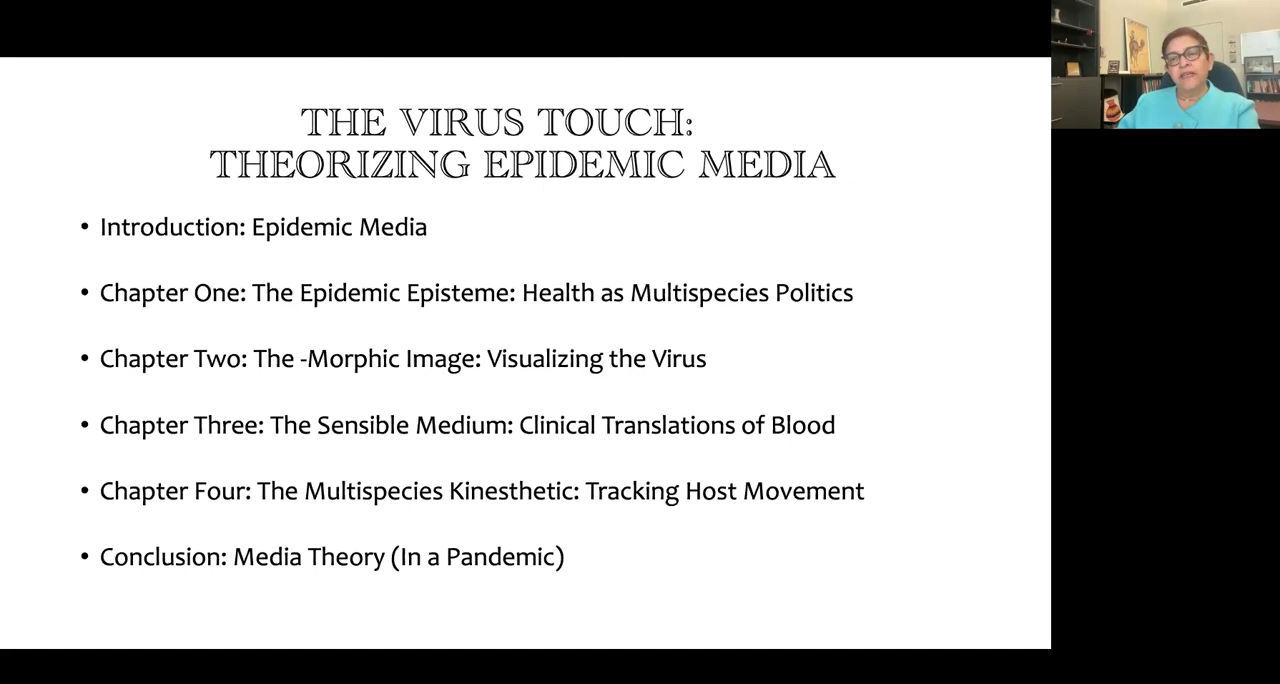 THE VIRUS TOUCH:
THEORIZING EPIDEMIC MEDIA
• Introduction: Epidemic Media
• Chapter One: The Epidemic Episteme: Health as Multispecies Politics
• Chapter Two: The -Morphic Image: Visualizing the Virus
• Chapter Three: The Sensible Medium: Clinical Translations of Blood
• Chapter Four: The Multispecies Kinesthetic: Tracking Host Movement
• Conclusion: Media Theory (In a Pandemic)